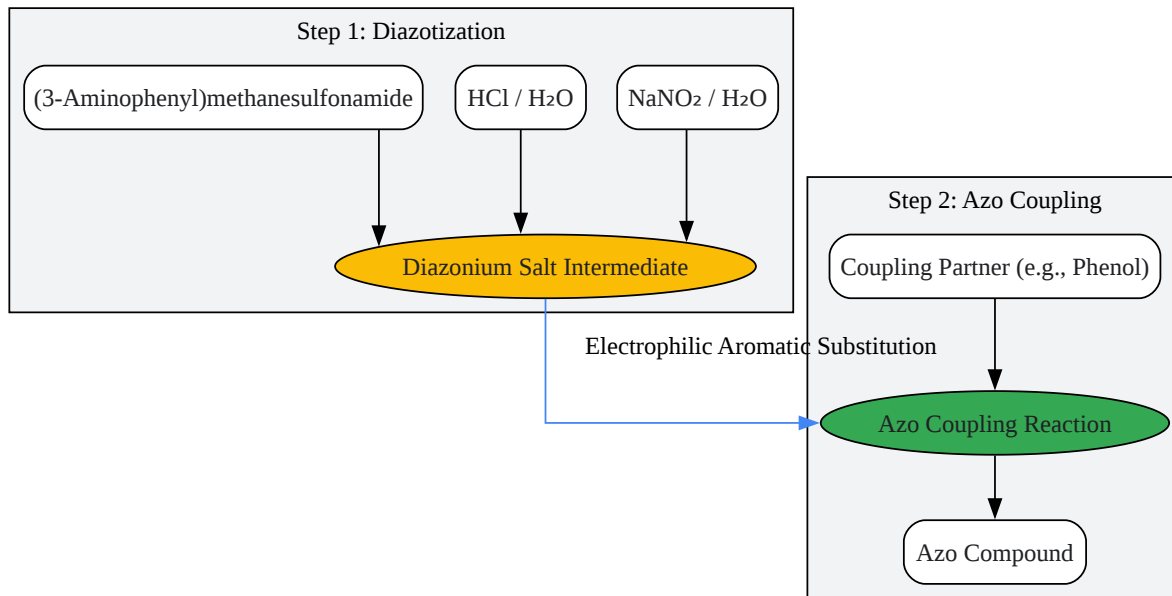 Step 1: Diazotization
(3-Aminophenyl)methanesulfonamide
HCl / H₂O
NaNO₂ / H₂O
Diazonium Salt Intermediate
Step 2: Azo Coupling
Coupling Partner (e.g., Phenol)
Electrophilic Aromatic Substitution
Azo Coupling Reaction
Azo Compound